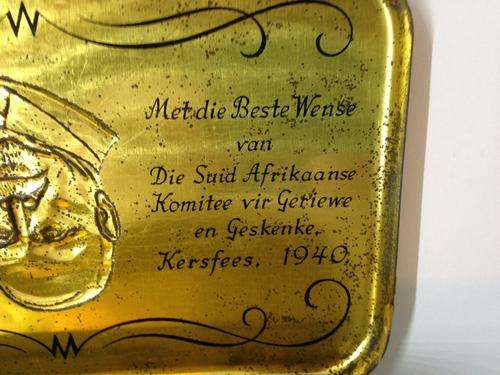 Met die Beste Wense
van
Die Suid Afrikaanse
Komitee vir Geriewe
en Geskenke.
Kersfees. 1940.